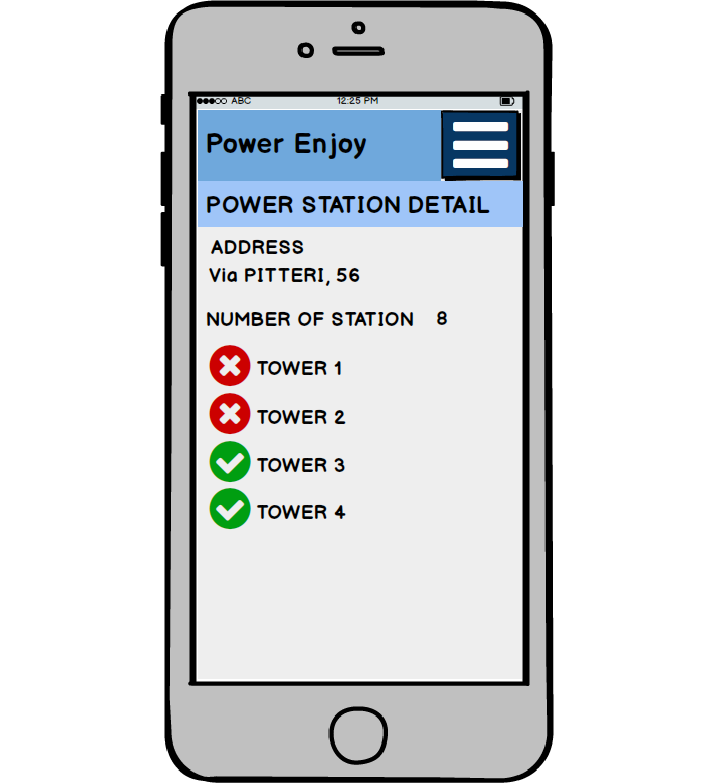 ABC 12:25 PM
Power Enjoy
POWER STATION DETAIL
ADDRESS
Via PITTERI, 56
NUMBER OF STATION 8
TOWER 1
TOWER 2
TOWER 3
TOWER 4